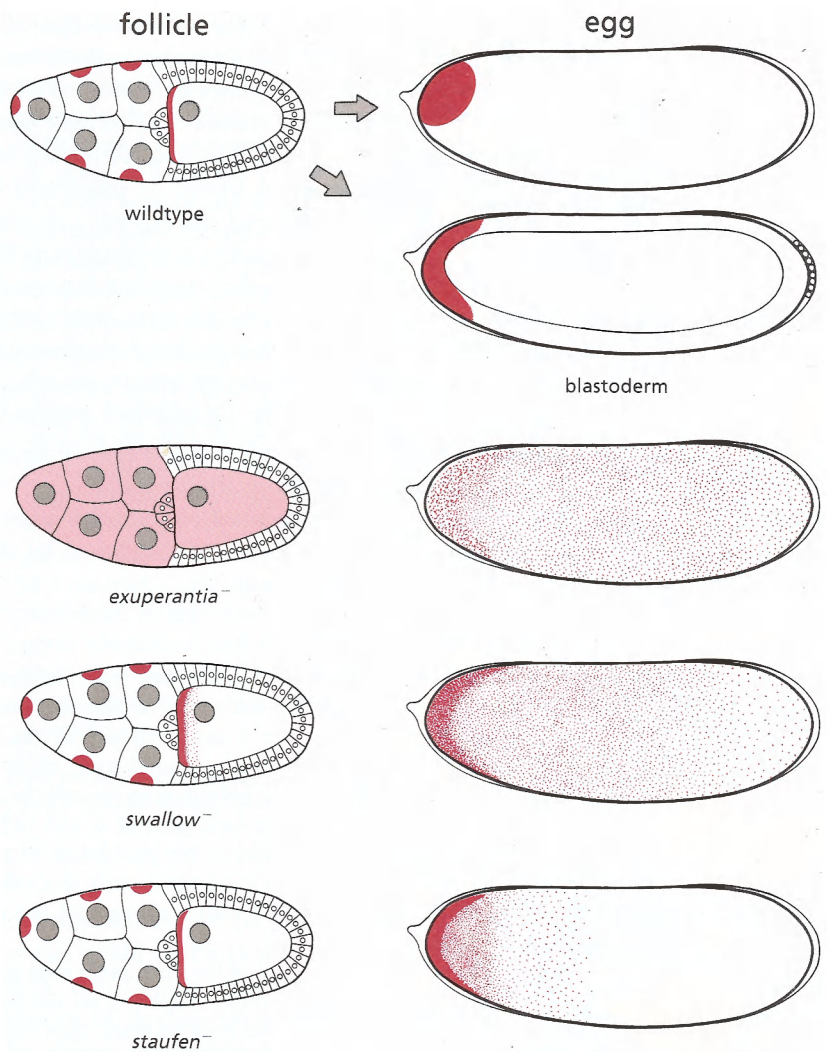 follicle
egg
wildtype
blastoderm
exuperantia⁻
swallow⁻
staufen⁻